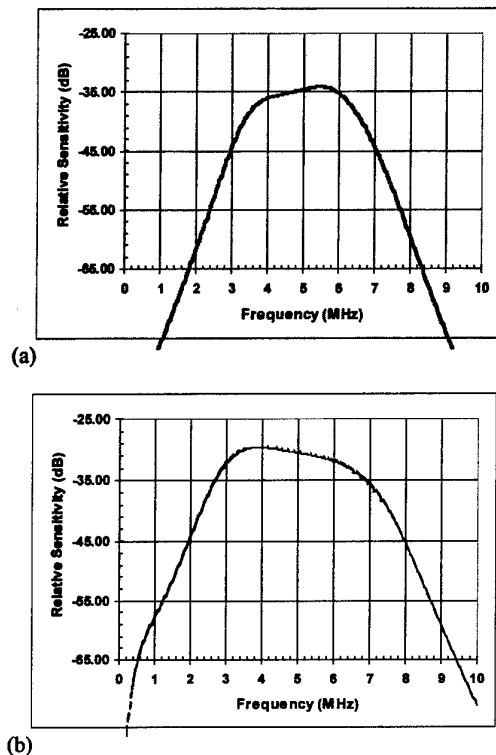 -25.00
-35.00
-45.00
-55.00
-65.00
Relative Sensitivity (dB)
0 1 2 3 4 5 6 7 8 9 10
Frequency (MHz)
(a)
-25.00
-35.00
-45.00
-55.00
-65.00
Relative Sensitivity (dB)
0 1 2 3 4 5 6 7 8 9 10
Frequency (MHz)
(b)